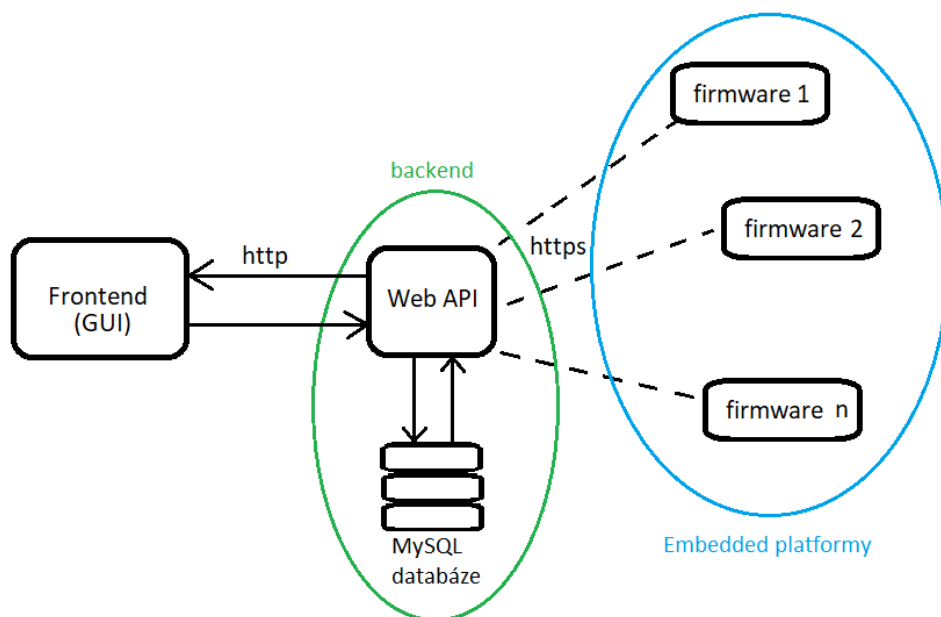 firmware 1
backend
firmware 2
https
http
Frontend
(GUI)
Web API
firmware n
MySQL
databáze
Embedded platformy